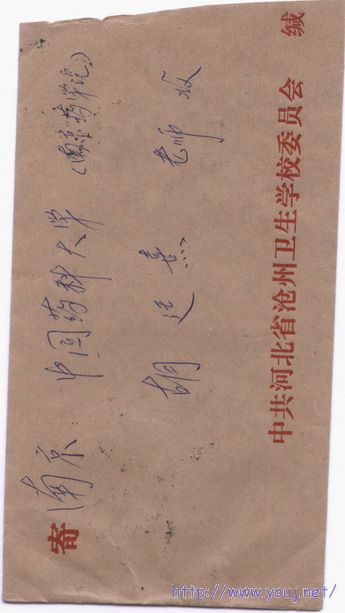 寄 南京 中国药科大学 (南京药学院)
胡廷熹 老师 收
中共河北省沧州卫生学校委员会 缄
http://www.youj.net/